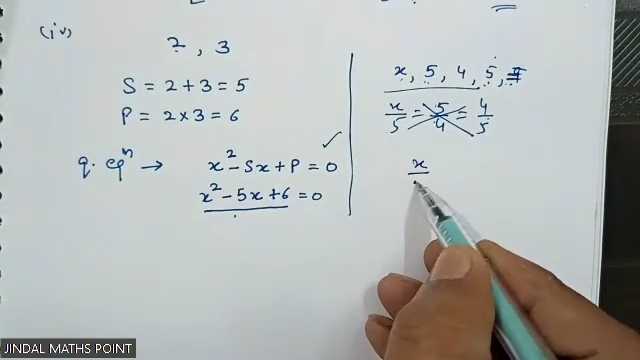 (iv)
2 , 3
S = 2 + 3 = 5
P = 2 × 3 = 6
q. eqⁿ → x² - Sx + P = 0
x² - 5x + 6 = 0
x, 5, 4, 5,
x/5 = 5/4 = 4/5
x
JINDAL MATHS POINT